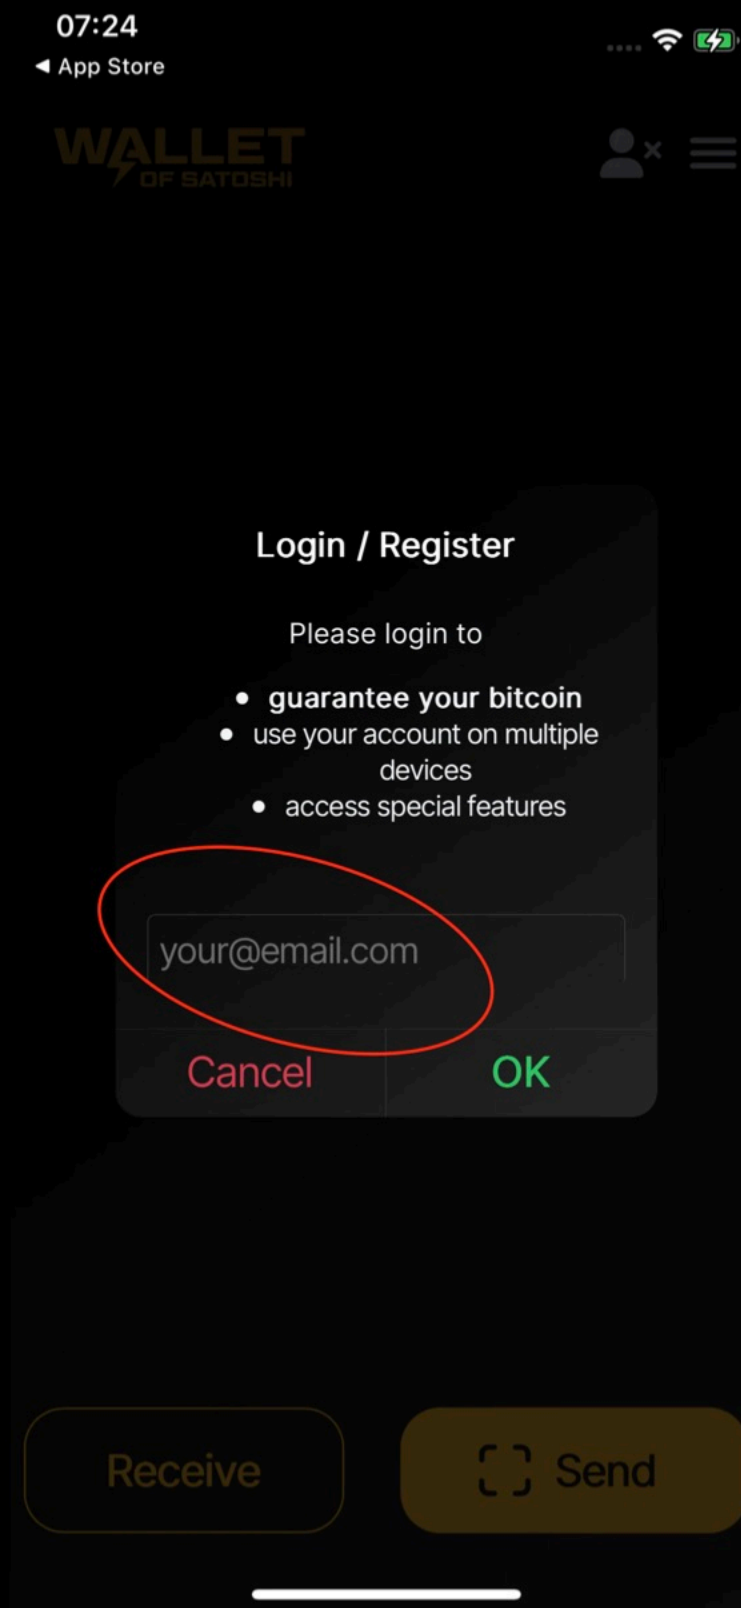 07:24
◀ App Store
WALLET
OF SATOSHI
Login / Register
Please login to
• guarantee your bitcoin
• use your account on multiple
devices
• access special features
your@email.com
Cancel OK
Receive Send